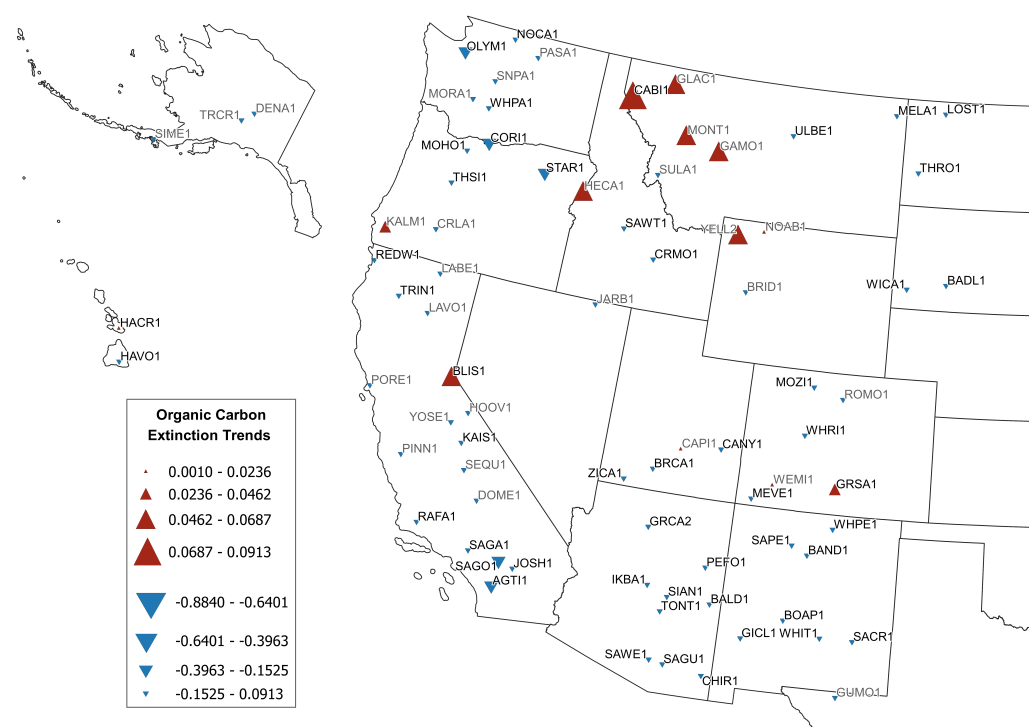 NOCA1
OLYM1
PASA1
SNPA1
MORA1
WHPA1
CABI1
GLAC1
MELA1 LOST1
DENA1
TRCR1
SIME1
MOHO1 CORI1
MONT1
GAMO1
ULBE1
THSI1
STAR1
HECA1
SULA1
THRO1
KALM1
CRLA1
SAWT1
YELL2
NOAB1
REDW1
LABE1
CRMO1
TRIN1
LAVO1
JARB1
BRID1
WICA1
BADL1
HACR1
HAVO1
PORE1
BLIS1
MOZI1
ROMO1
YOSE1
HOOV1
KAIS1
PINN1
SEQU1
DOME1
RAFA1
CAPI1
CANY1
BRCA1
ZICA1
WHRI1
WEMI1
MEVE1
GRSA1
GRCA2
WHPE1
SAPE1
BAND1
SAGA1
SAGO1
JOSH1
AGTI1
IKBA1
PEFO1
SIAN1
TONT1
BALD1
BOAP1
GICL1 WHIT1
SACR1
SAWE1
SAGU1
CHIR1
GUMO1
Organic Carbon
Extinction Trends
0.0010 - 0.0236
0.0236 - 0.0462
0.0462 - 0.0687
0.0687 - 0.0913
-0.8840 - -0.6401
-0.6401 - -0.3963
-0.3963 - -0.1525
-0.1525 - 0.0913